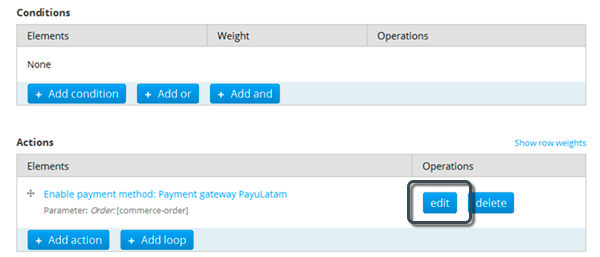 Conditions
Elements Weight Operations
None
+ Add condition + Add or + Add and
Actions Show row weights
Elements Operations
Enable payment method: Payment gateway PayuLatam edit delete
Parameter: Order: [commerce-order]
+ Add action + Add loop